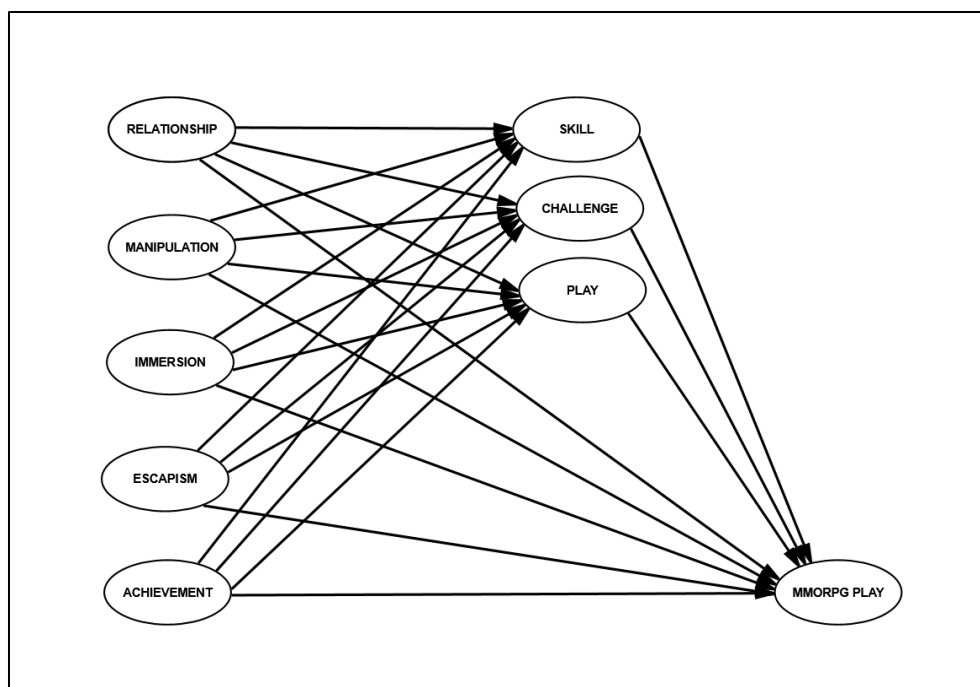 RELATIONSHIP
SKILL
CHALLENGE
MANIPULATION
PLAY
IMMERSION
ESCAPISM
ACHIEVEMENT
MMORPG PLAY